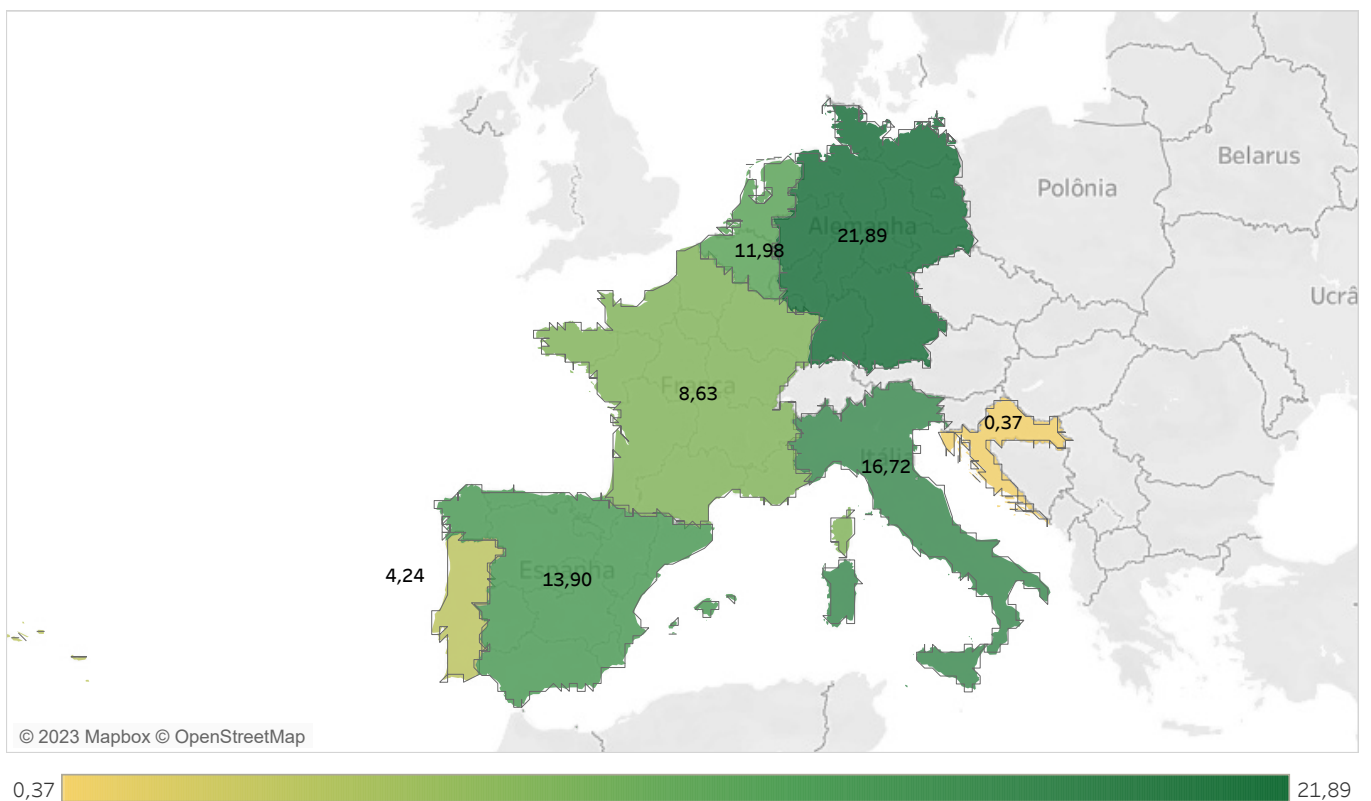 Belarus
Polônia
Alemanha
21,89
11,98
Ucrâ
França
8,63
0,37
Itália
16,72
Espanha
4,24
13,90
© 2023 Mapbox © OpenStreetMap
0,37
21,89